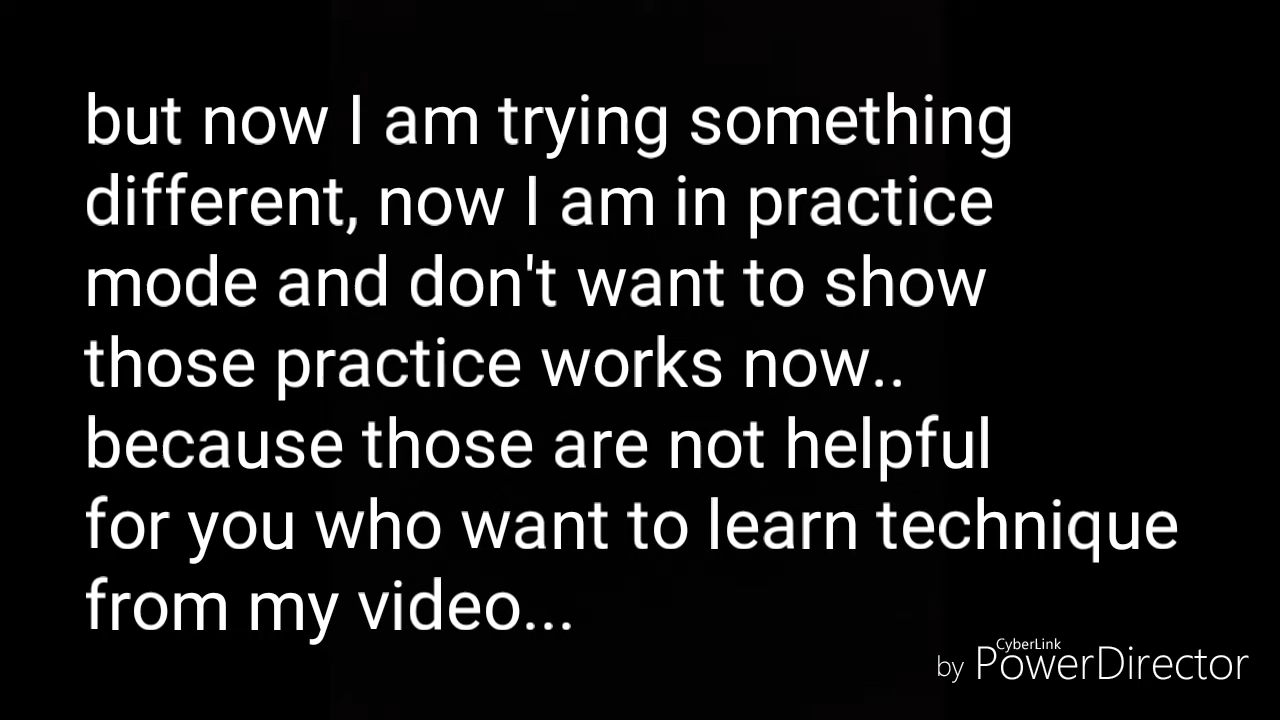 but now I am trying something
different, now I am in practice
mode and don't want to show
those practice works now..
because those are not helpful
for you who want to learn technique
from my video...
CyberLink
by PowerDirector